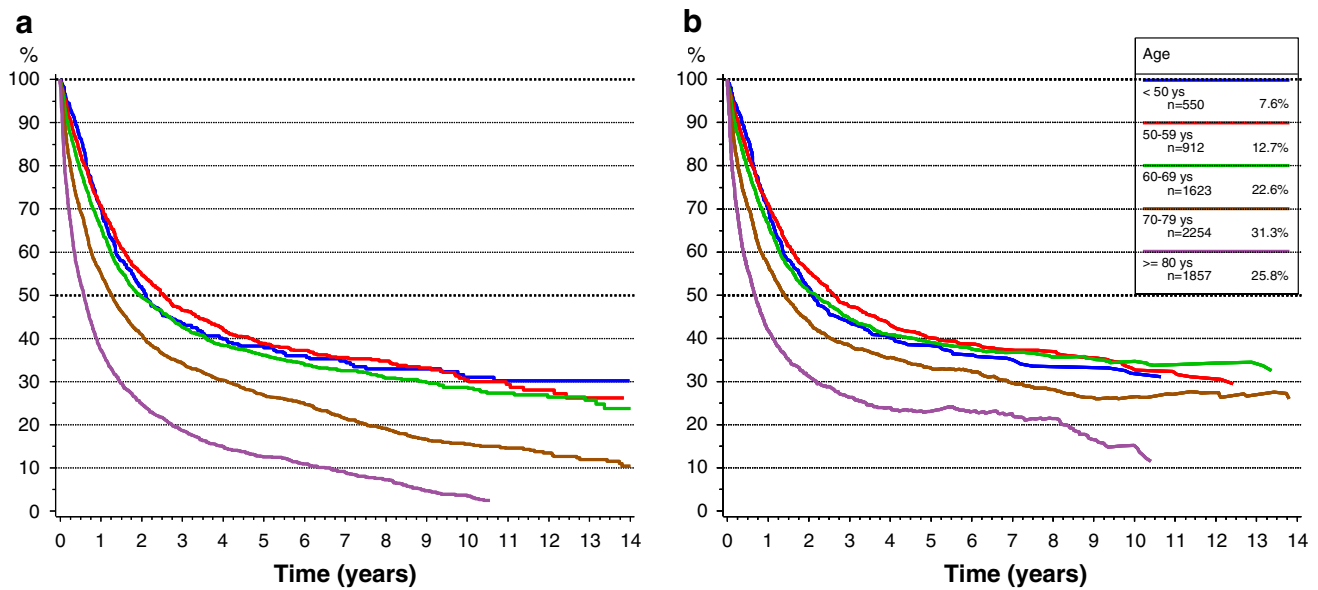 a
%
100
90
80
70
60
50
40
30
20
10
0
0 1 2 3 4 5 6 7 8 9 10 11 12 13 14
Time (years)
b
%
100
90
80
70
60
50
40
30
20
10
0
0 1 2 3 4 5 6 7 8 9 10 11 12 13 14
Time (years)
Age
< 50 ys
n=550 7.6%
50-59 ys
n=912 12.7%
60-69 ys
n=1623 22.6%
70-79 ys
n=2254 31.3%
>= 80 ys
n=1857 25.8%